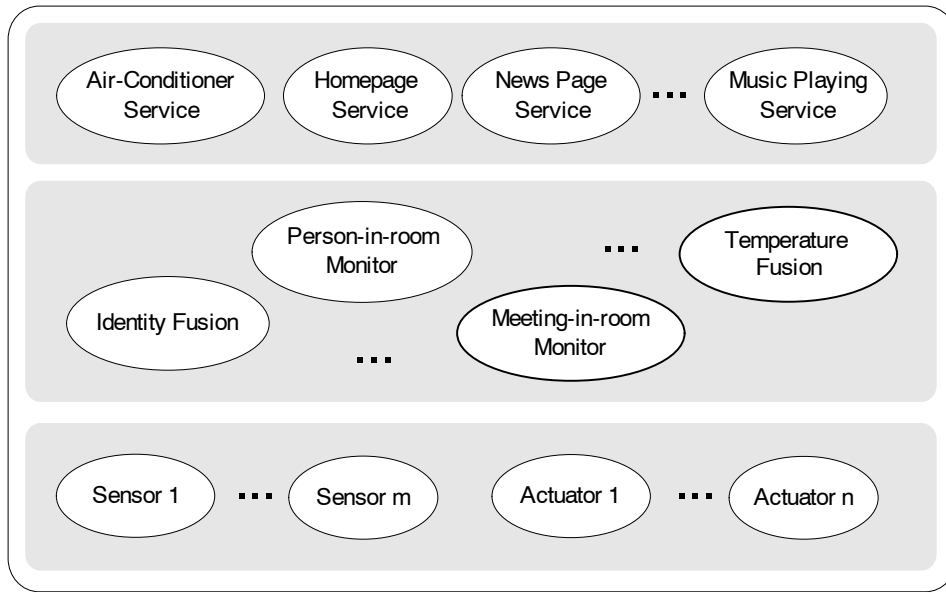 Air-Conditioner
Service
Homepage
Service
News Page
Service
...
Music Playing
Service
Person-in-room
Monitor
...
Temperature
Fusion
Identity Fusion
...
Meeting-in-room
Monitor
Sensor 1
...
Sensor m
Actuator 1
...
Actuator n